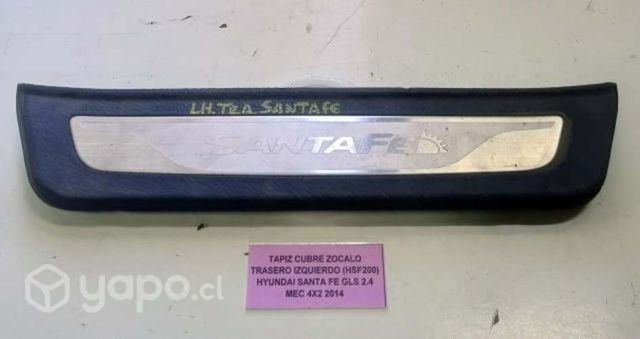 LH.TRA SANTAFE
SANTAFE
TAPIZ CUBRE ZOCALO
TRASERO IZQUIERDO (HSF200)
HYUNDAI SANTA FE GLS 2.4
MEC 4X2 2014
yapo.cl